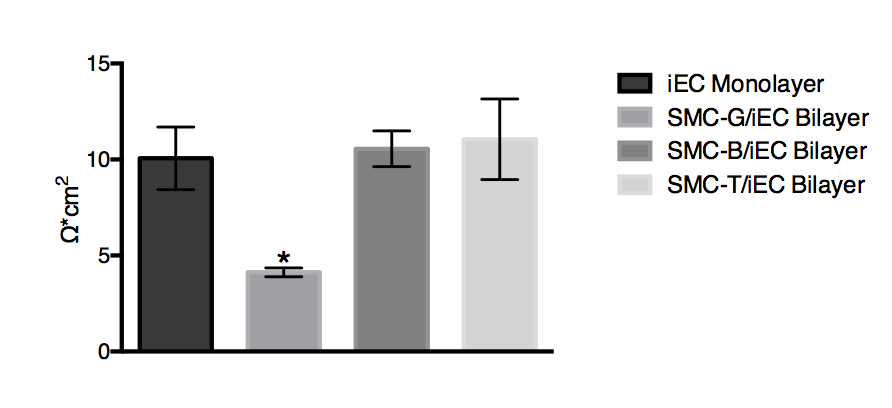 15
10
5
0
Ω*cm2
*
iEC Monolayer
SMC-G/iEC Bilayer
SMC-B/iEC Bilayer
SMC-T/iEC Bilayer